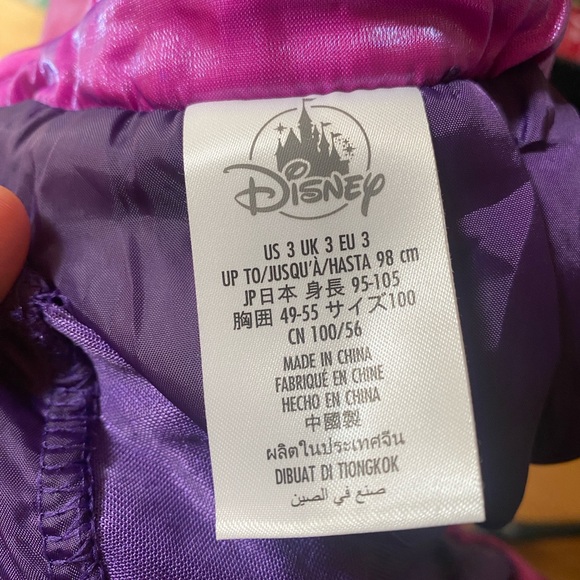 Disney
US 3 UK 3 EU 3
UP TO/JUSQU'À/HASTA 98 cm
JP日本 身長 95-105
胸囲 49-55 サイズ100
CN 100/56
MADE IN CHINA
FABRIQUÉ EN CHINE
HECHO EN CHINA
中國製
ผลิตในประเทศจีน
DIBUAT DI TIONGKOK
صنع في الصين